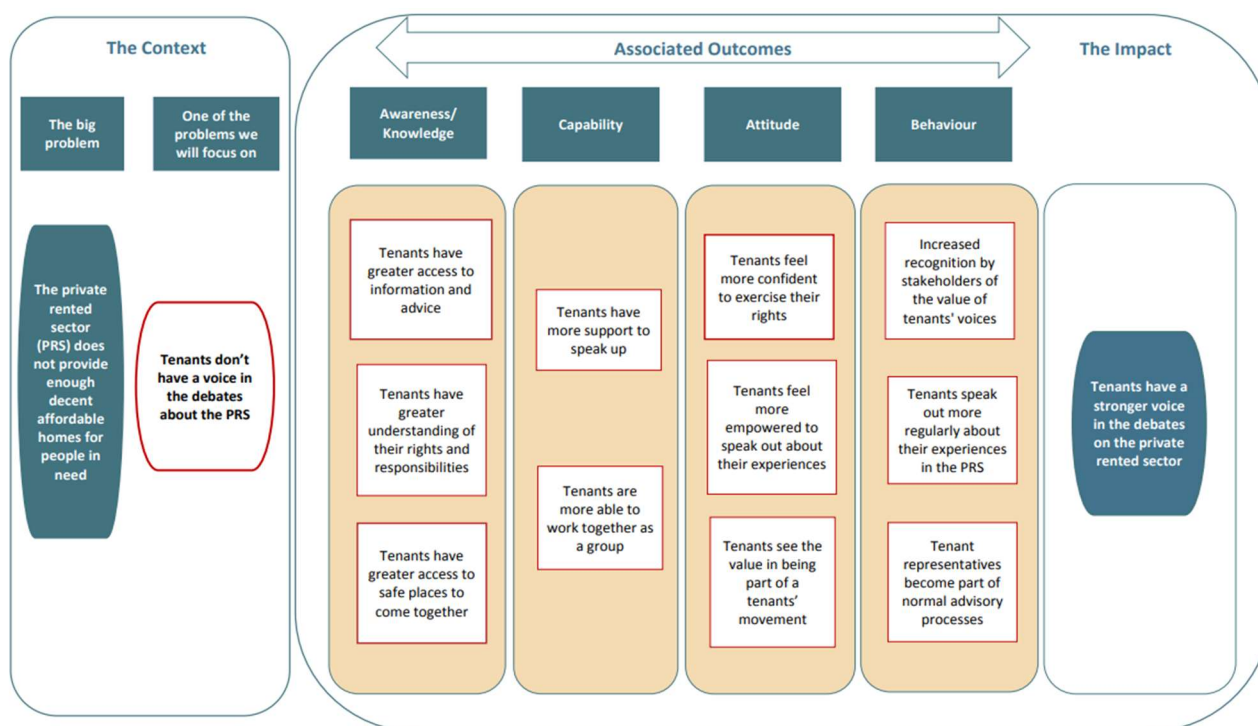 The Context
The big
problem
One of the
problems we
will focus on
The private
rented
sector
(PRS) does
not provide
enough
decent
affordable
homes for
people in
need
Tenants don’t
have a voice in
the debates
about the PRS
Associated Outcomes
The Impact
Awareness/
Knowledge
Capability
Attitude
Behaviour
Tenants have
greater access to
information and
advice
Tenants have
greater
understanding of
their rights and
responsibilities
Tenants have
greater access to
safe places to
come together
Tenants have
more support to
speak up
Tenants are
more able to
work together as
a group
Tenants feel
more confident
to exercise their
rights
Tenants feel
more
empowered to
speak out about
their experiences
Tenants see the
value in being
part of a
tenants’
movement
Increased
recognition by
stakeholders of
the value of
tenants' voices
Tenants speak
out more
regularly about
their experiences
in the PRS
Tenant
representatives
become part of
normal advisory
processes
Tenants have a
stronger voice
in the debates
on the private
rented sector